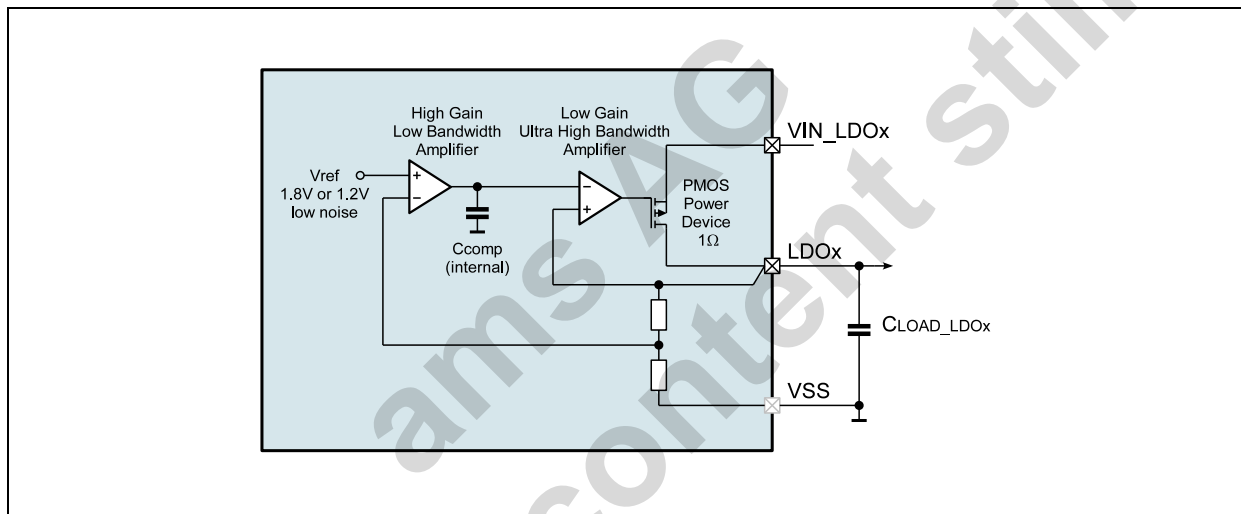 High Gain
Low Bandwidth
Amplifier
Low Gain
Ultra High Bandwidth
Amplifier
VIN_LDOx
Vref
1.8V or 1.2V
low noise
+
−
−
+
PMOS
Power
Device
1Ω
Ccomp
(internal)
LDOx
CLOAD_LDOx
VSS
ams AG
content still